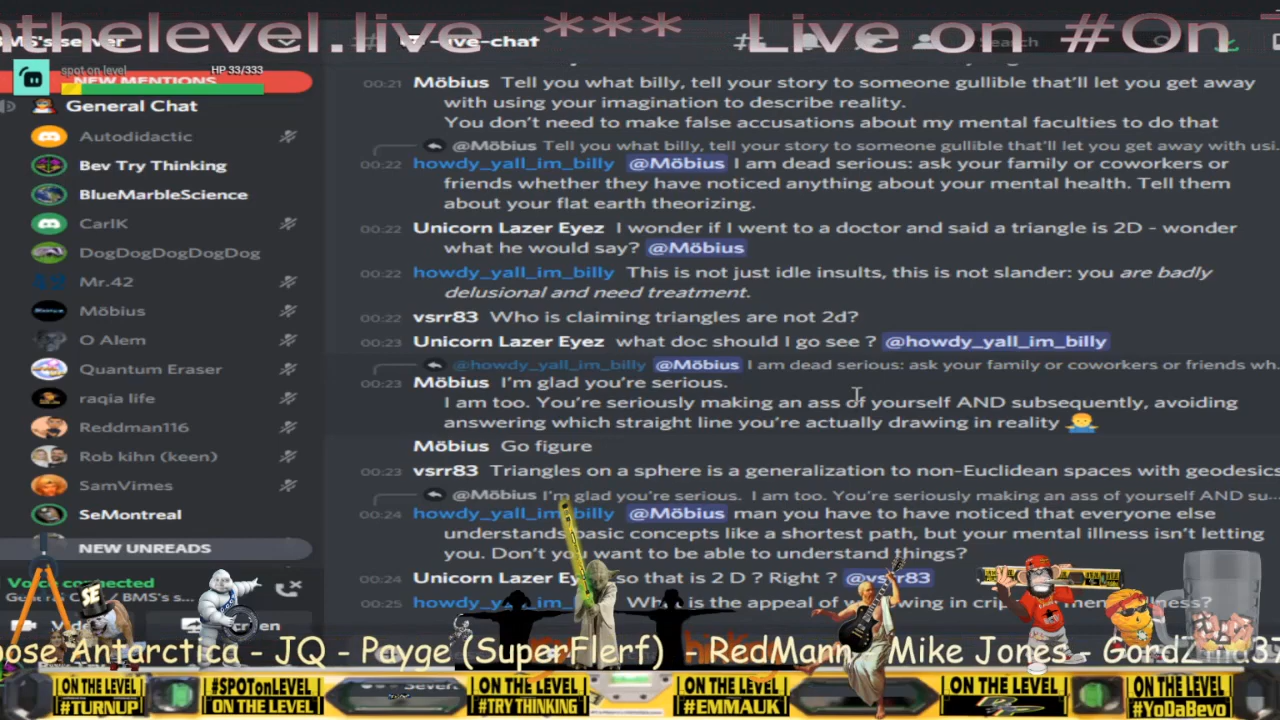 nthelevel.live *** Live on #On
BMS's server
live-chat
spot on level HP 33/333
NEW MENTIONS
General Chat
Autodidactic
Bev Try Thinking
BlueMarbleScience
CarlK
DogDogDogDogDog
Mr.42
Möbius
O Alem
Quantum Eraser
raqia life
Reddman116
Rob kihn (keen)
SamVimes
SeMontreal
NEW UNREADS
Voice connected
00:21 Möbius Tell you what billy, tell your story to someone gullible that'll let you get away
with using your imagination to describe reality.
You don't need to make false accusations about my mental faculties to do that
@Möbius Tell you what billy, tell your story to someone gullible that'll let you get away with usi...
00:22 howdy_yall_im_billy @Möbius I am dead serious: ask your family or coworkers or
friends whether they have noticed anything about your mental health. Tell them
about your flat earth theorizing.
00:22 Unicorn Lazer Eyez I wonder if I went to a doctor and said a triangle is 2D - wonder
what he would say? @Möbius
00:22 howdy_yall_im_billy This is not just idle insults, this is not slander: you are badly
delusional and need treatment.
00:22 vsrr83 Who is claiming triangles are not 2d?
00:23 Unicorn Lazer Eyez what doc should I go see ? @howdy_yall_im_billy
@howdy_yall_im_billy @Möbius I am dead serious: ask your family or coworkers or friends wh...
00:23 Möbius I'm glad you're serious.
I am too. You're seriously making an ass of yourself AND subsequently, avoiding
answering which straight line you're actually drawing in reality
Möbius Go figure
00:23 vsrr83 Triangles on a sphere is a generalization to non-Euclidean spaces with geodesics
@Möbius I'm glad you're serious. I am too. You're seriously making an ass of yourself AND su...
00:24 howdy_yall_im_billy @Möbius man you have to have noticed that everyone else
understands basic concepts like a shortest path, but your mental illness isn't letting
you. Don't you want to be able to understand things?
00:24 Unicorn Lazer Ey so that is 2 D ? Right ? @vsrr83
00:25 howdy_yall_im_ is the appeal of
pose Antarctica - JQ - Payge (SuperFlerf) - RedMann Mike Jones -
ON THE LEVEL #TURNUP
#SPOTonLEVEL ON THE LEVEL
ON THE LEVEL #TRY THINKING
ON THE LEVEL #EMMAUK
ON THE LEVEL
ON THE LEVEL #YoDaBevo